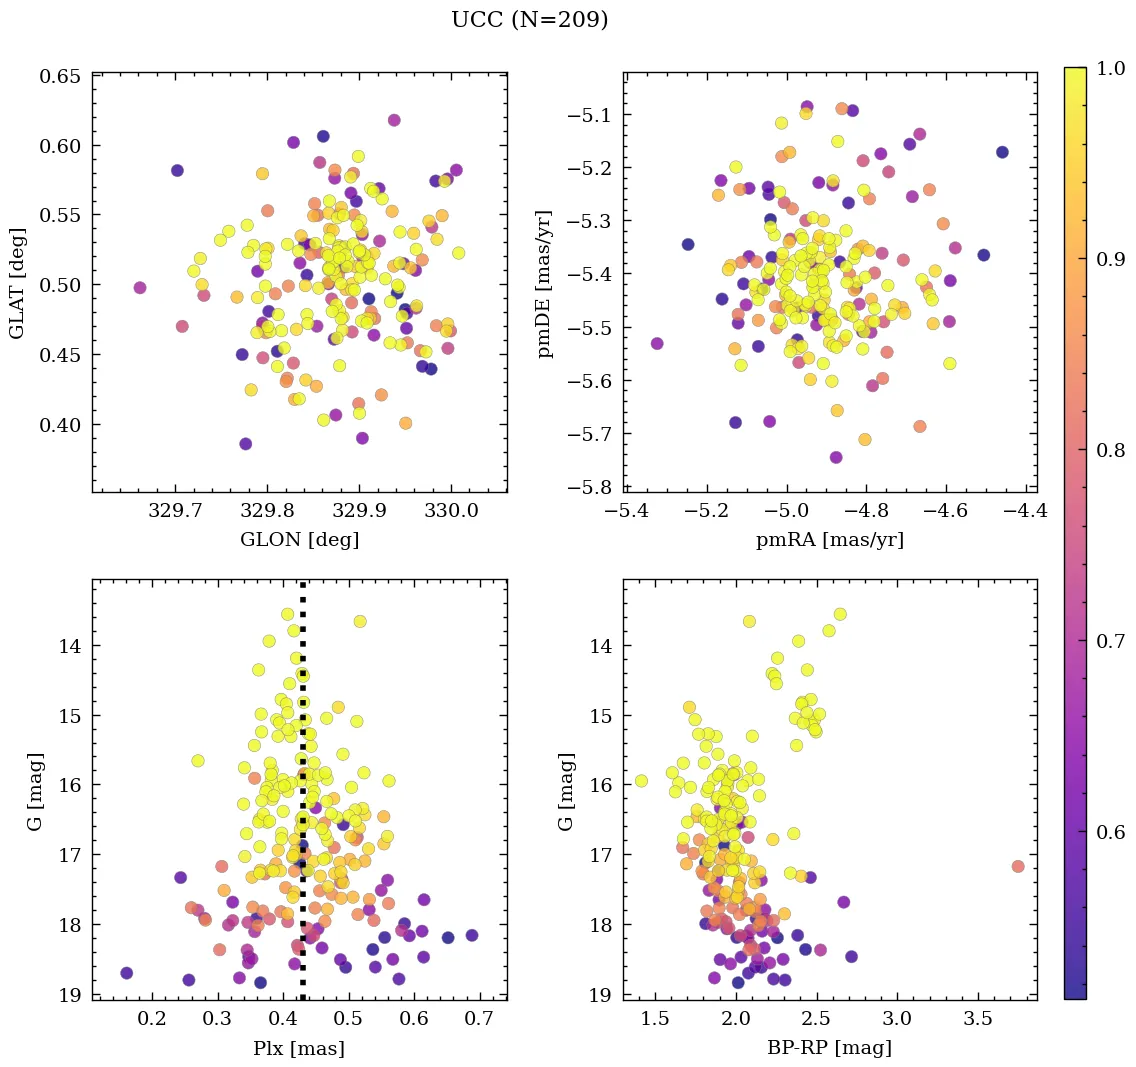 UCC (N=209)
0.65
0.60
0.55
0.50
0.45
0.40
GLAT [deg]
329.7 329.8 329.9 330.0
GLON [deg]
−5.1
−5.2
−5.3
−5.4
−5.5
−5.6
−5.7
−5.8
pmDE [mas/yr]
−5.4 −5.2 −5.0 −4.8 −4.6 −4.4
pmRA [mas/yr]
14
15
16
17
18
19
G [mag]
0.2 0.3 0.4 0.5 0.6 0.7
Plx [mas]
14
15
16
17
18
19
G [mag]
1.5 2.0 2.5 3.0 3.5
BP-RP [mag]
1.0
0.9
0.8
0.7
0.6